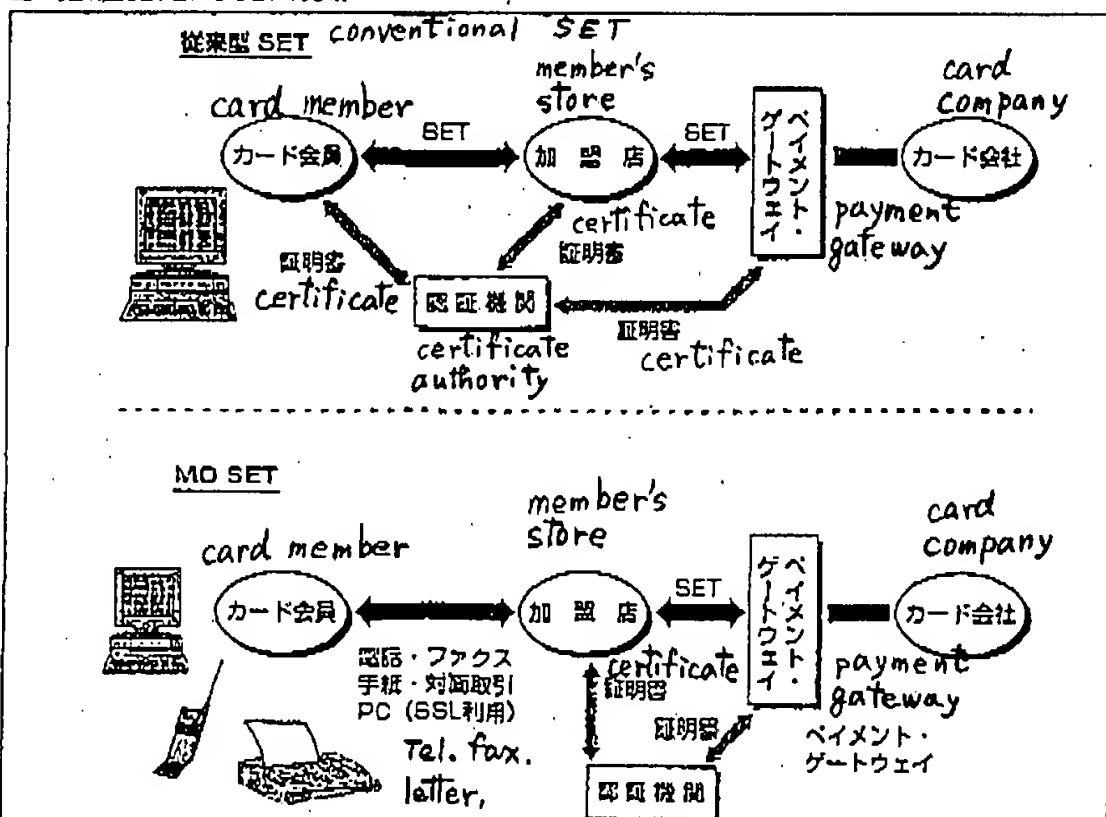 従来型 SET conventional SET
card member
member's
store
card
company
カード会員
SET
加盟店
SET
ペイメント・
ゲートウェイ
カード会社
証明書
certificate
certificate
証明書
payment
gateway
認証機関
certificate
authority
証明書
certificate
MO SET
card member
member's
store
card
company
カード会員
加盟店
SET
ペイメント・
ゲートウェイ
カード会社
電話・ファクス
手紙・対面取引
PC (SSL利用)
Tel. fax.
letter,
certificate
証明書
証明書
payment
gateway
ペイメント・
ゲートウェイ
認証機関